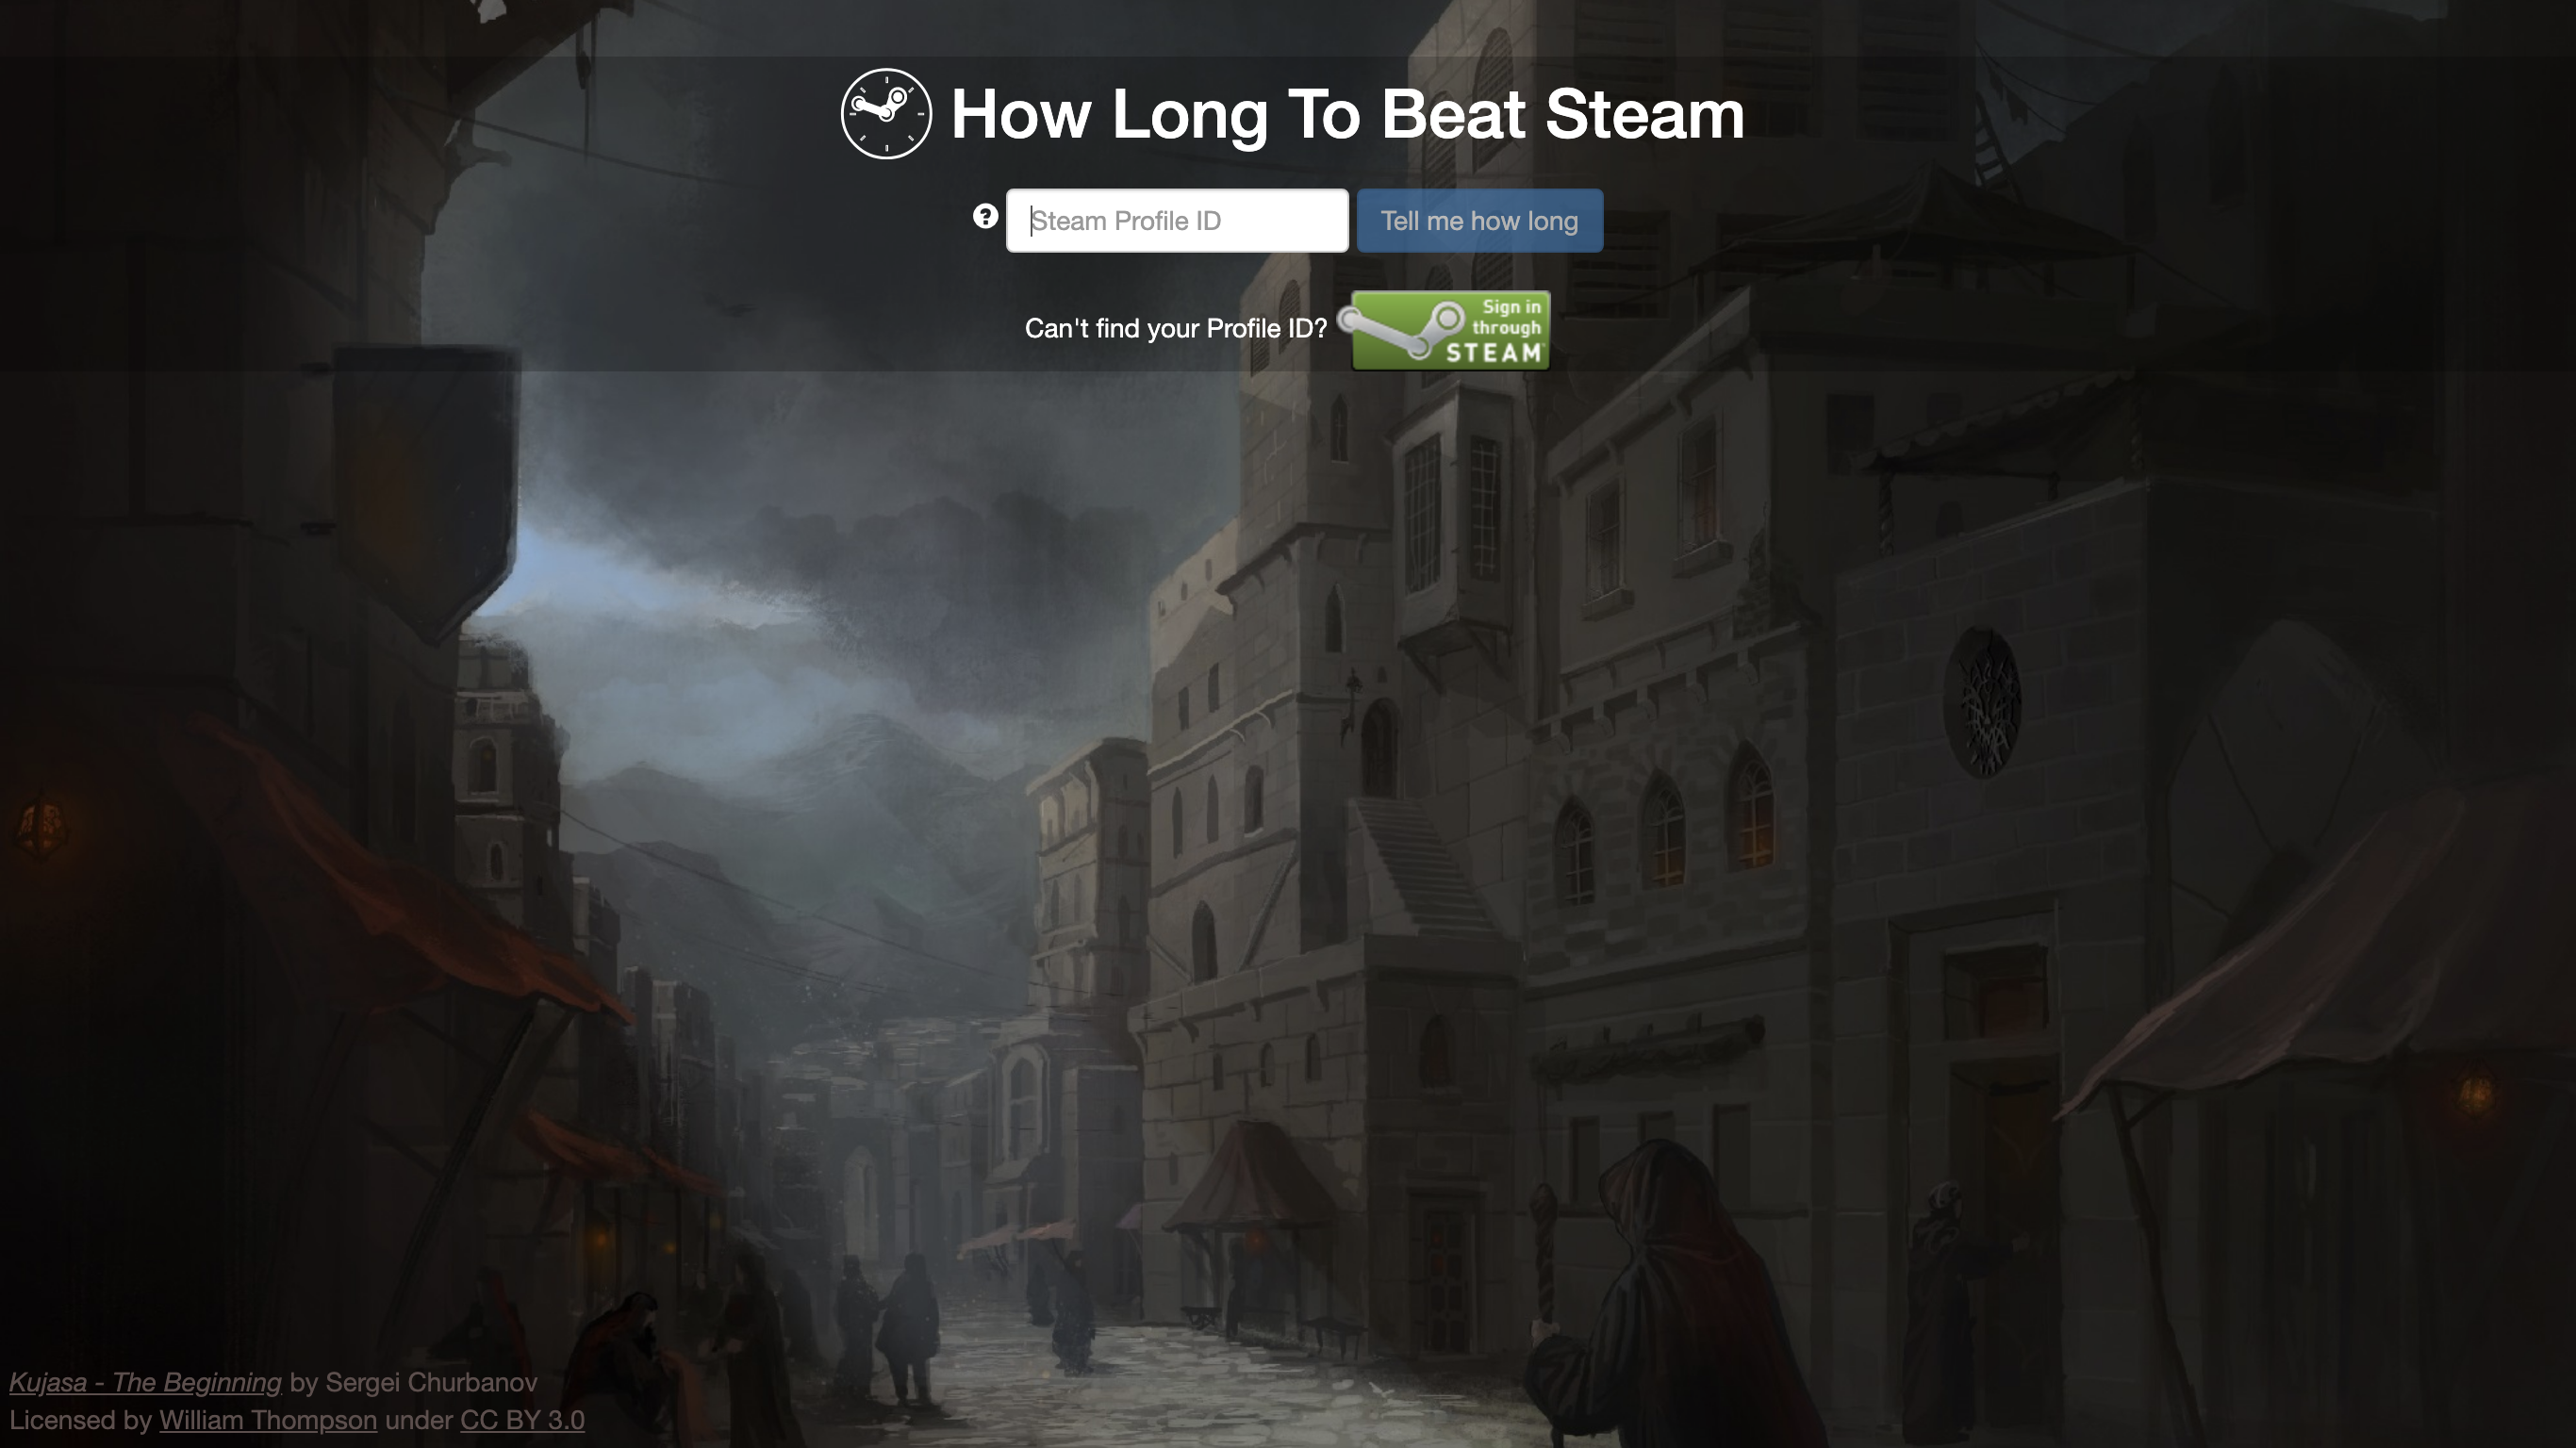 How Long To Beat Steam
Steam Profile ID
Tell me how long
Can't find your Profile ID?
Sign in
through
STEAM
Kujasa - The Beginning by Sergei Churbanov
Licensed by William Thompson under CC BY 3.0